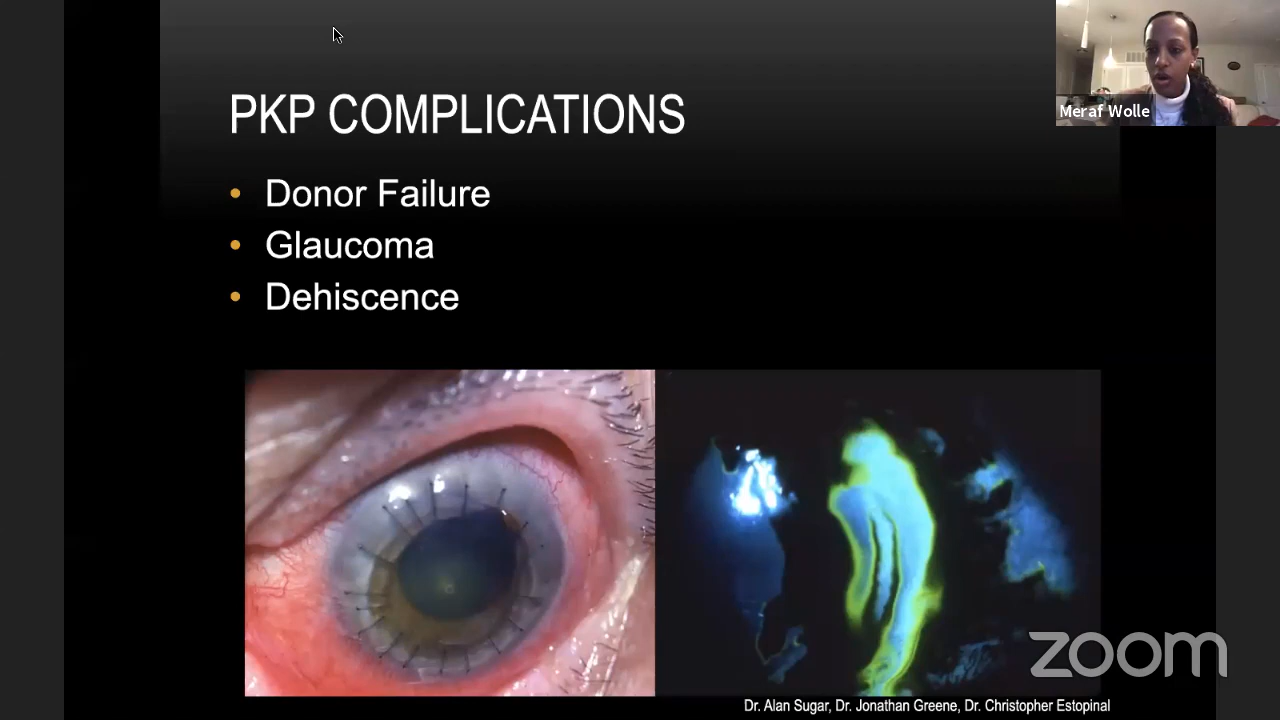 PKP COMPLICATIONS
Meraf Wolle
• Donor Failure
• Glaucoma
• Dehiscence
zoom
Dr. Alan Sugar, Dr. Jonathan Greene, Dr. Christopher Estopinal